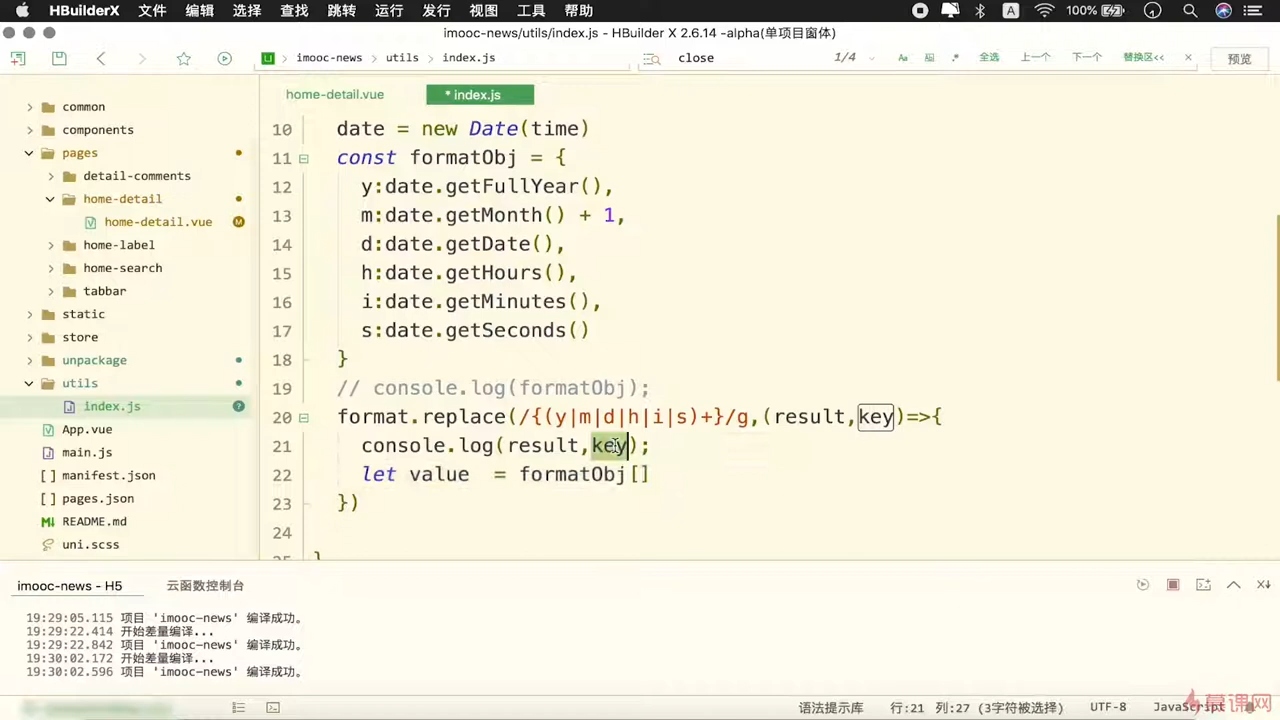 HBuilderX 文件 编辑 选择 查找 跳转 运行 发行 视图 工具 帮助 A 100%
imooc-news/utils/index.js - HBuilder X 2.6.14 -alpha(单项目窗体)
imooc-news utils index.js close 1/4 Aa 全选 上一个 下一个 替换区<< 预览
home-detail.vue * index.js
common
components
pages
detail-comments
home-detail
home-detail.vue M
home-label
home-search
tabbar
static
store
unpackage
utils
index.js ?
App.vue
main.js
[ ] manifest.json
[ ] pages.json
README.md
uni.scss
10 date = new Date(time)
11 const formatObj = {
12 y:date.getFullYear(),
13 m:date.getMonth() + 1,
14 d:date.getDate(),
15 h:date.getHours(),
16 i:date.getMinutes(),
17 s:date.getSeconds()
18 }
19 // console.log(formatObj);
20 format.replace(/{(y|m|d|h|i|s)+}/g,(result,key)=>{
21 console.log(result,key);
22 let value  = formatObj[]
23 })
24
25 }
imooc-news - H5 云函数控制台
19:29:05.115 项目 'imooc-news' 编译成功。
19:29:22.414 开始差量编译...
19:29:22.842 项目 'imooc-news' 编译成功。
19:30:02.172 开始差量编译...
19:30:02.596 项目 'imooc-news' 编译成功。
语法提示库 行:21 列:27 (3字符被选择) UTF-8 JavaScript
慕课网